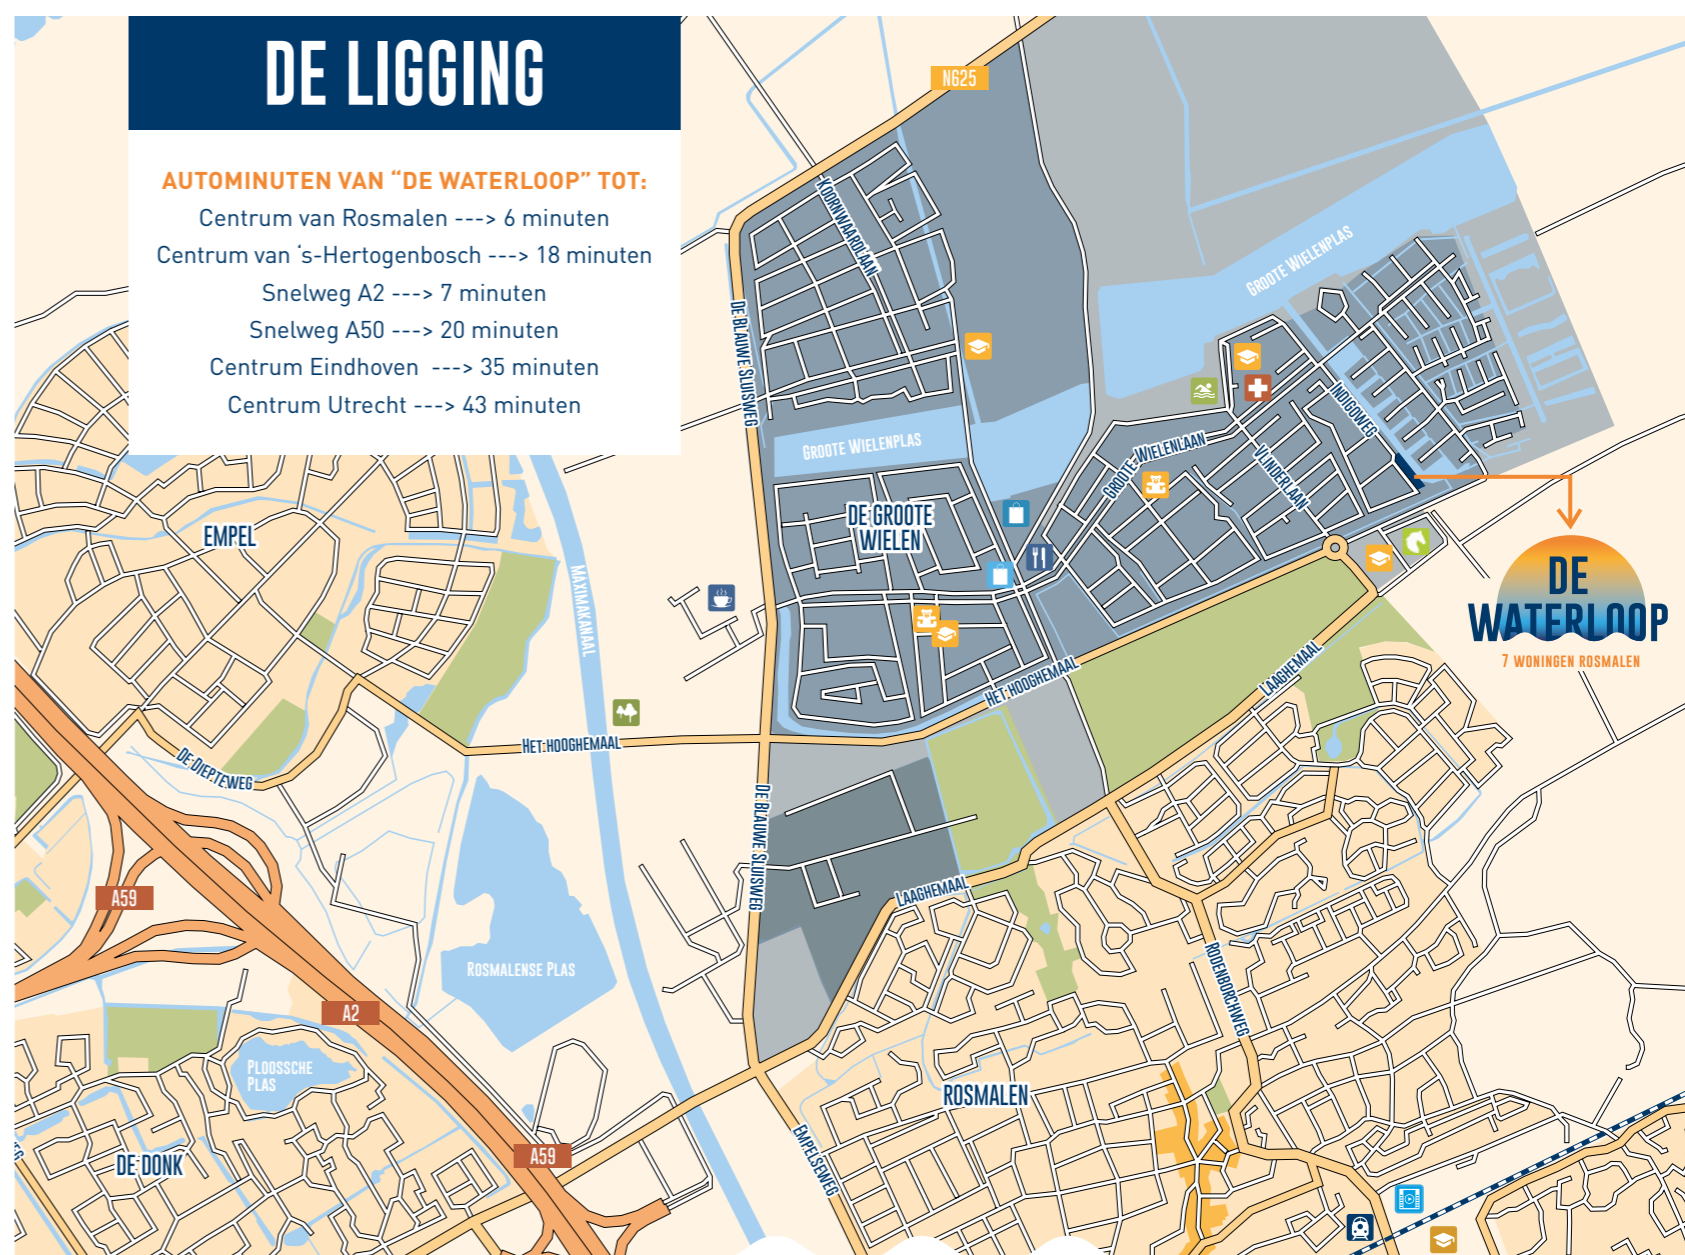 DE LIGGING
AUTOMINUTEN VAN “DE WATERLOOP” TOT:
Centrum van Rosmalen ---> 6 minuten
Centrum van ‘s-Hertogenbosch ---> 18 minuten
Snelweg A2 ---> 7 minuten
Snelweg A50 ---> 20 minuten
Centrum Eindhoven ---> 35 minuten
Centrum Utrecht ---> 43 minuten
N625
KOORNWAARDLAAN
GROOTE WIELENPLAS
DE BLAUWE SLUISWEG
INDIGOWEG
GROOTE WIELENPLAS
GROOTE-WIELENLAAN
VLINDERLAAN
DE GROOTE
WIELEN
EMPEL
MAXIMAKANAAL
DE
WATERLOOP
7 WONINGEN ROSMALEN
HET HOOGHEMAAL
LAAGHEMAAL
HET HOOGHEMAAL
DE DIEPTEWEG
DE BLAUWE SLUISWEG
A59
LAAGHEMAAL
ROSMALENSE PLAS
RODENBORCHWEG
A2
PLOOSSCHE
PLAS
ROSMALEN
A59
DE DONK
EMPELSEWEG